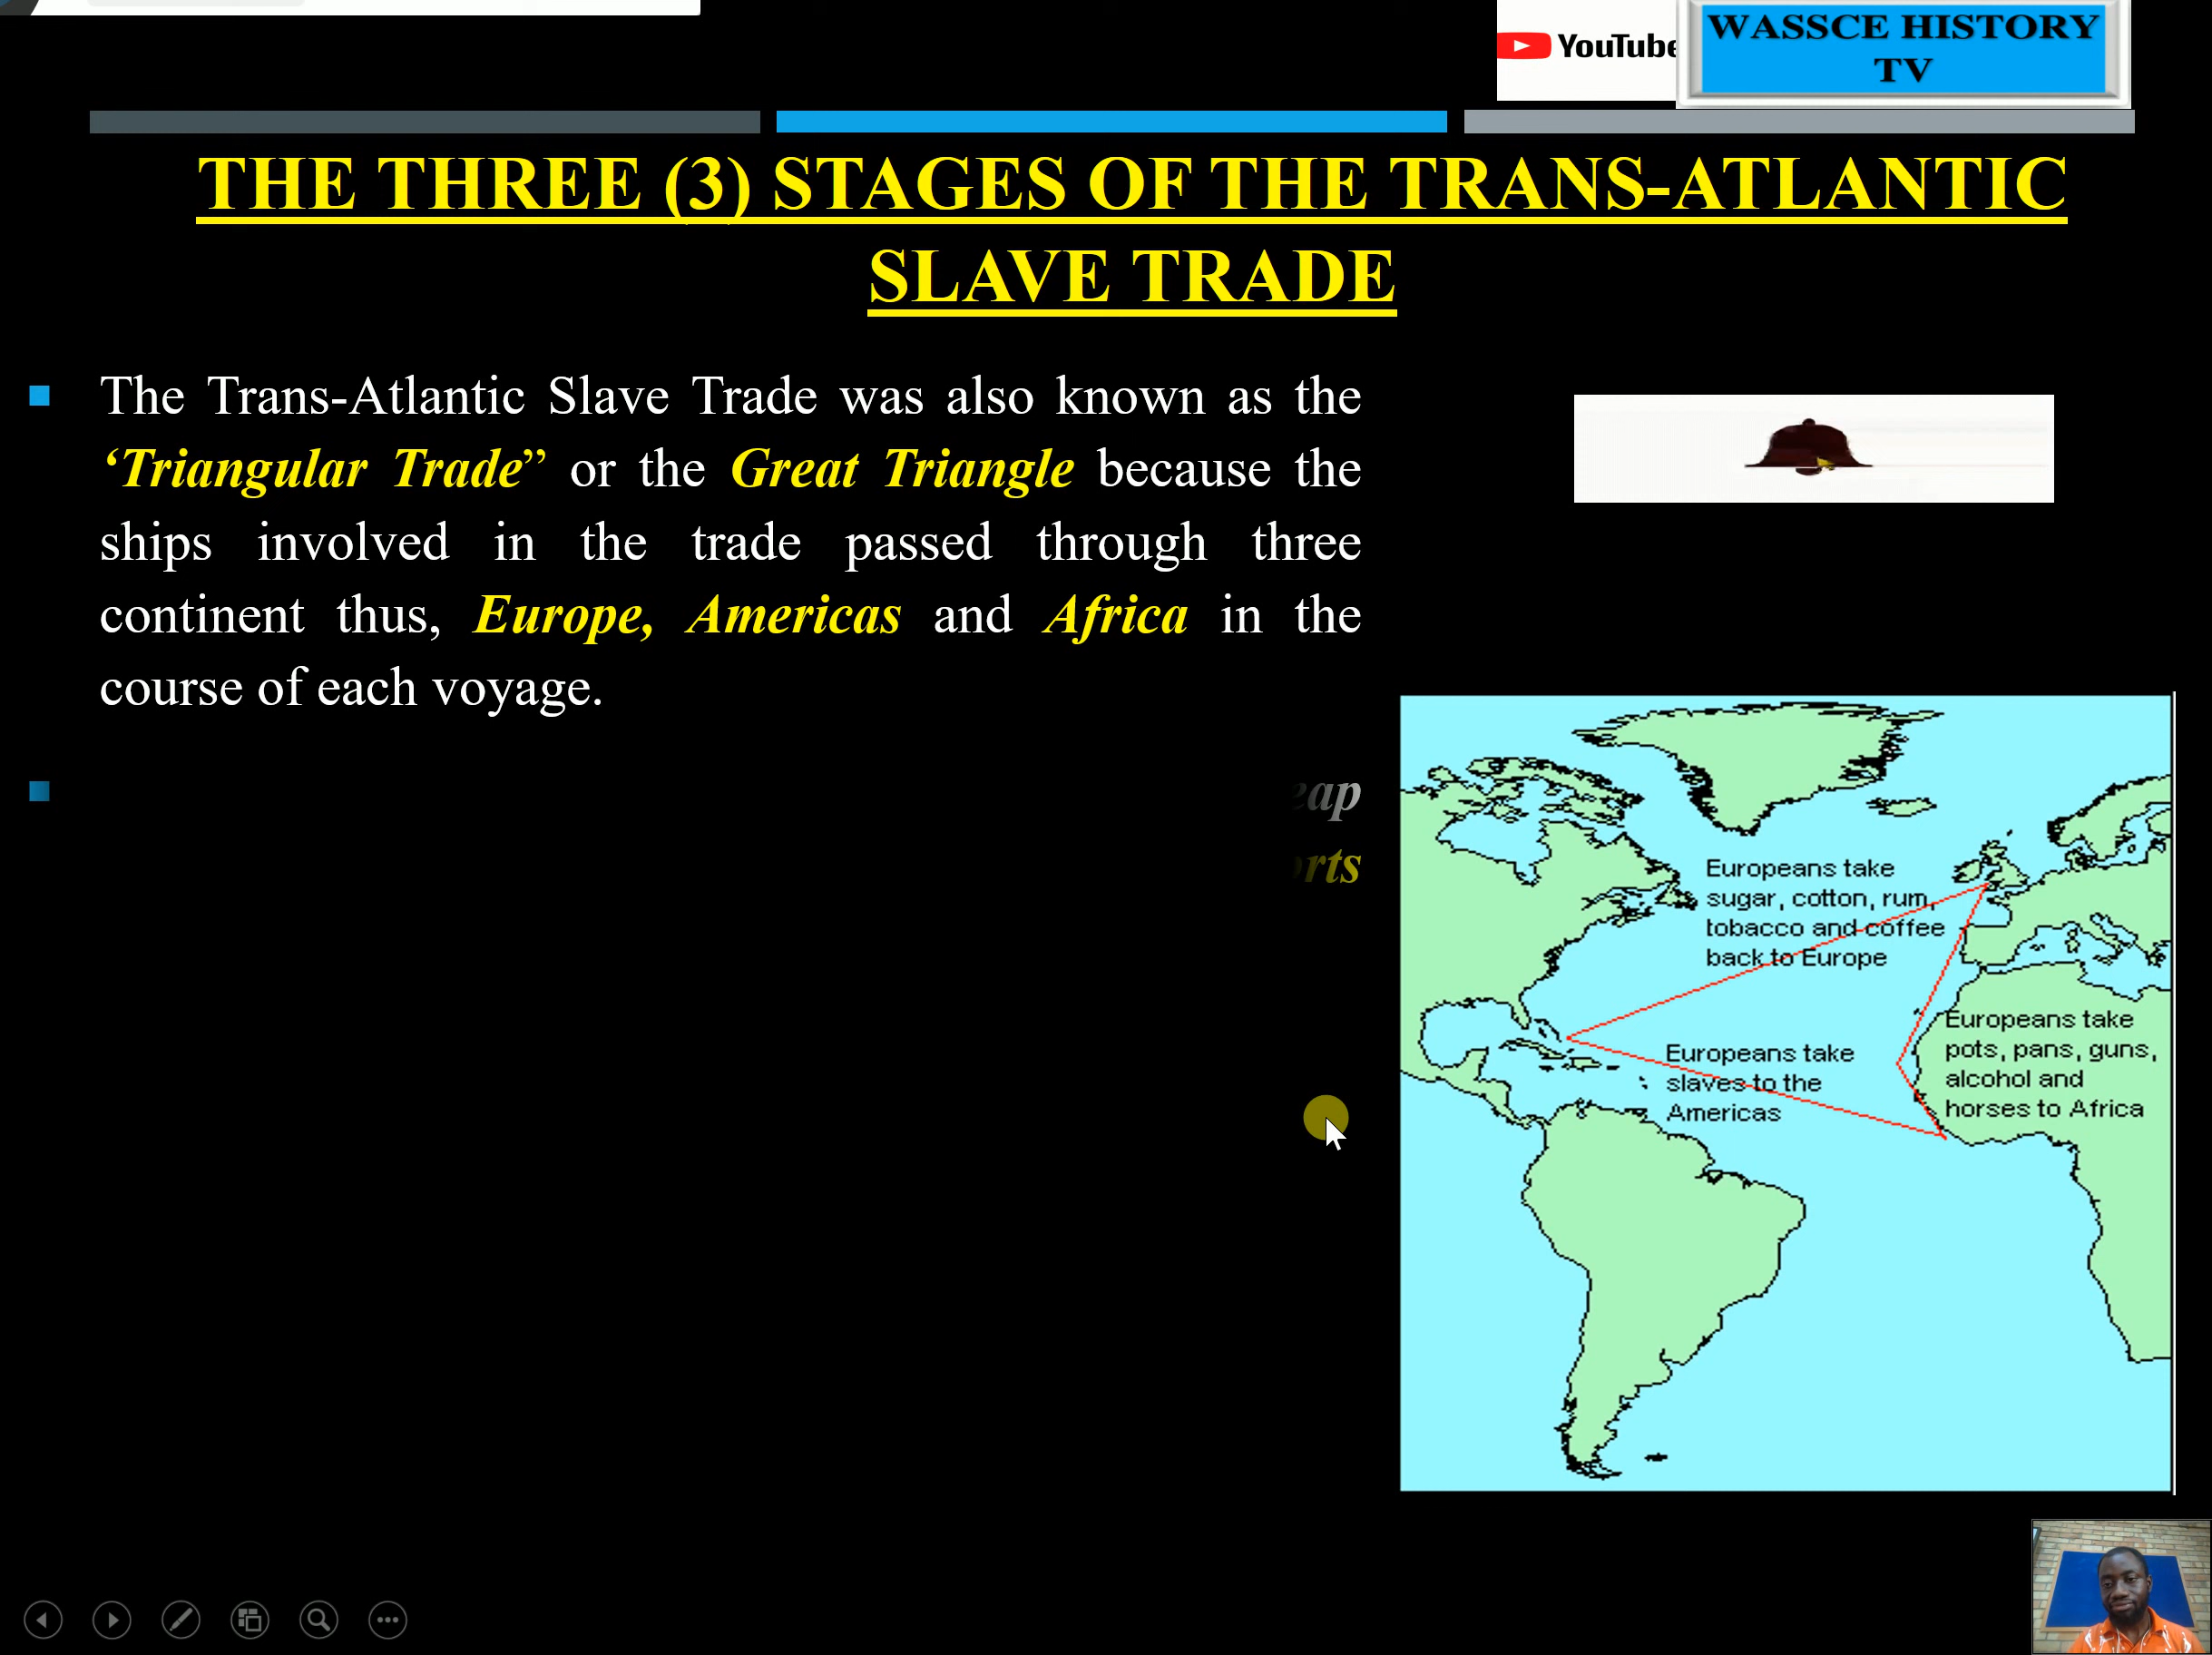 YouTube
WASSCE HISTORY
TV
THE THREE (3) STAGES OF THE TRANS-ATLANTIC
SLAVE TRADE
The Trans-Atlantic Slave Trade was also known as the
‘Triangular Trade” or the Great Triangle because the
ships involved in the trade passed through three
continent thus, Europe, Americas and Africa in the
course of each voyage.
Europeans take
sugar, cotton, rum,
tobacco and coffee
back to Europe
Europeans take
pots, pans, guns,
alcohol and
horses to Africa
Europeans take
slaves to the
Americas